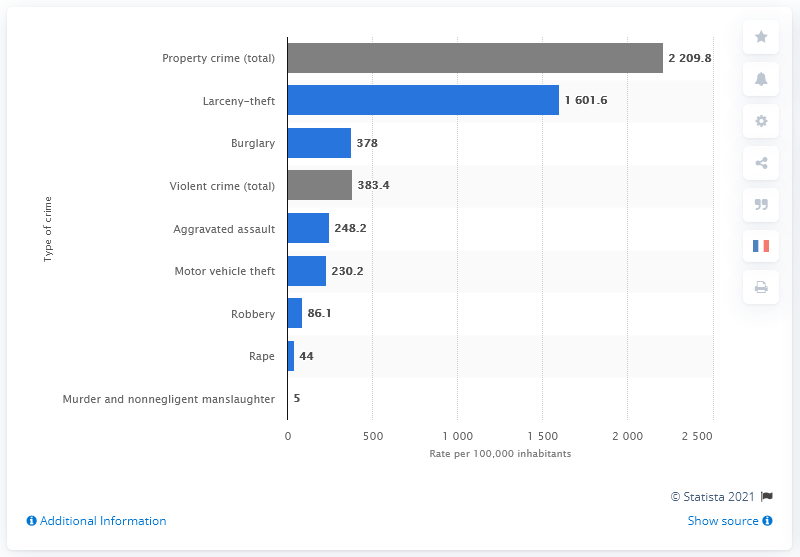 Property crime (total) 2 209.8
Larceny-theft 1 601.6
Burglary 378
Violent crime (total) 383.4
Aggravated assault 248.2
Motor vehicle theft 230.2
Robbery 86.1
Rape 44
Murder and nonnegligent manslaughter 5
Type of crime
0 500 1 000 1 500 2 000 2 500
Rate per 100,000 inhabitants
© Statista 2021
Additional Information
Show source